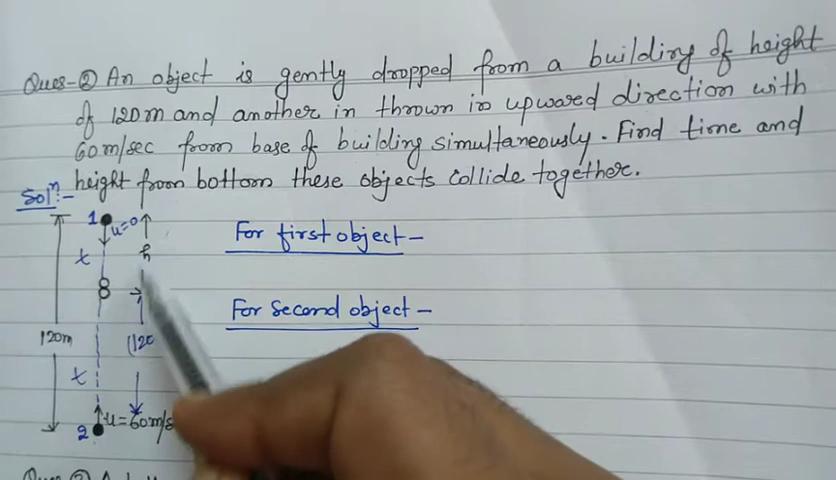 Ques-② An object is gently dropped from a building of height
of 120m and another in thrown in upward direction with
60m/sec from base of building simultaneously. Find time and
height from bottom these objects collide together.
Solⁿ:-
1 u=0
For first object-
t h
For Second object-
120m (120
t
2 u=60m/s